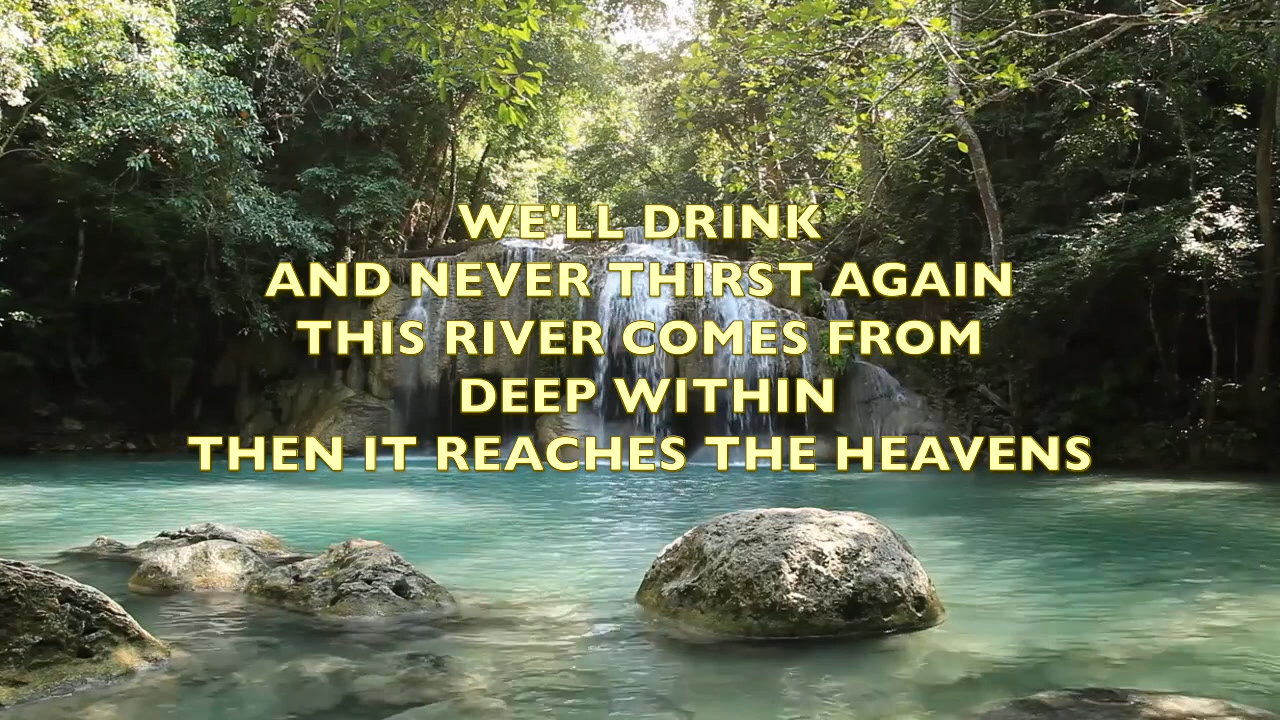 WE'LL DRINK
AND NEVER THIRST AGAIN
THIS RIVER COMES FROM
DEEP WITHIN
THEN IT REACHES THE HEAVENS